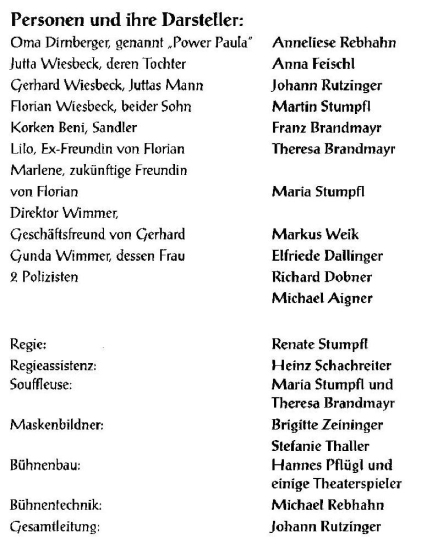 Personen und ihre Darsteller:
Oma Dirnberger, genannt „Power Paula" Anneliese Rebhahn
Jutta Wiesbeck, deren Tochter Anna Feischl
Gerhard Wiesbeck, Juttas Mann Johann Rutzinger
Florian Wiesbeck, beider Sohn Martin Stumpfl
Korken Beni, Sandler Franz Brandmayr
Lilo, Ex-Freundin von Florian Theresa Brandmayr
Marlene, zukünftige Freundin
von Florian Maria Stumpfl
Direktor Wimmer,
Geschäftsfreund von Gerhard Markus Weik
Gunda Wimmer, dessen Frau Elfriede Dallinger
2 Polizisten Richard Dobner
Michael Aigner
Regie: Renate Stumpfl
Regieassistenz: Heinz Schachreiter
Souffleuse: Maria Stumpfl und
Theresa Brandmayr
Maskenbildner: Brigitte Zeininger
Stefanie Thaller
Bühnenbau: Hannes Pflügl und
einige Theaterspieler
Bühnentechnik: Michael Rebhahn
Gesamtleitung: Johann Rutzinger